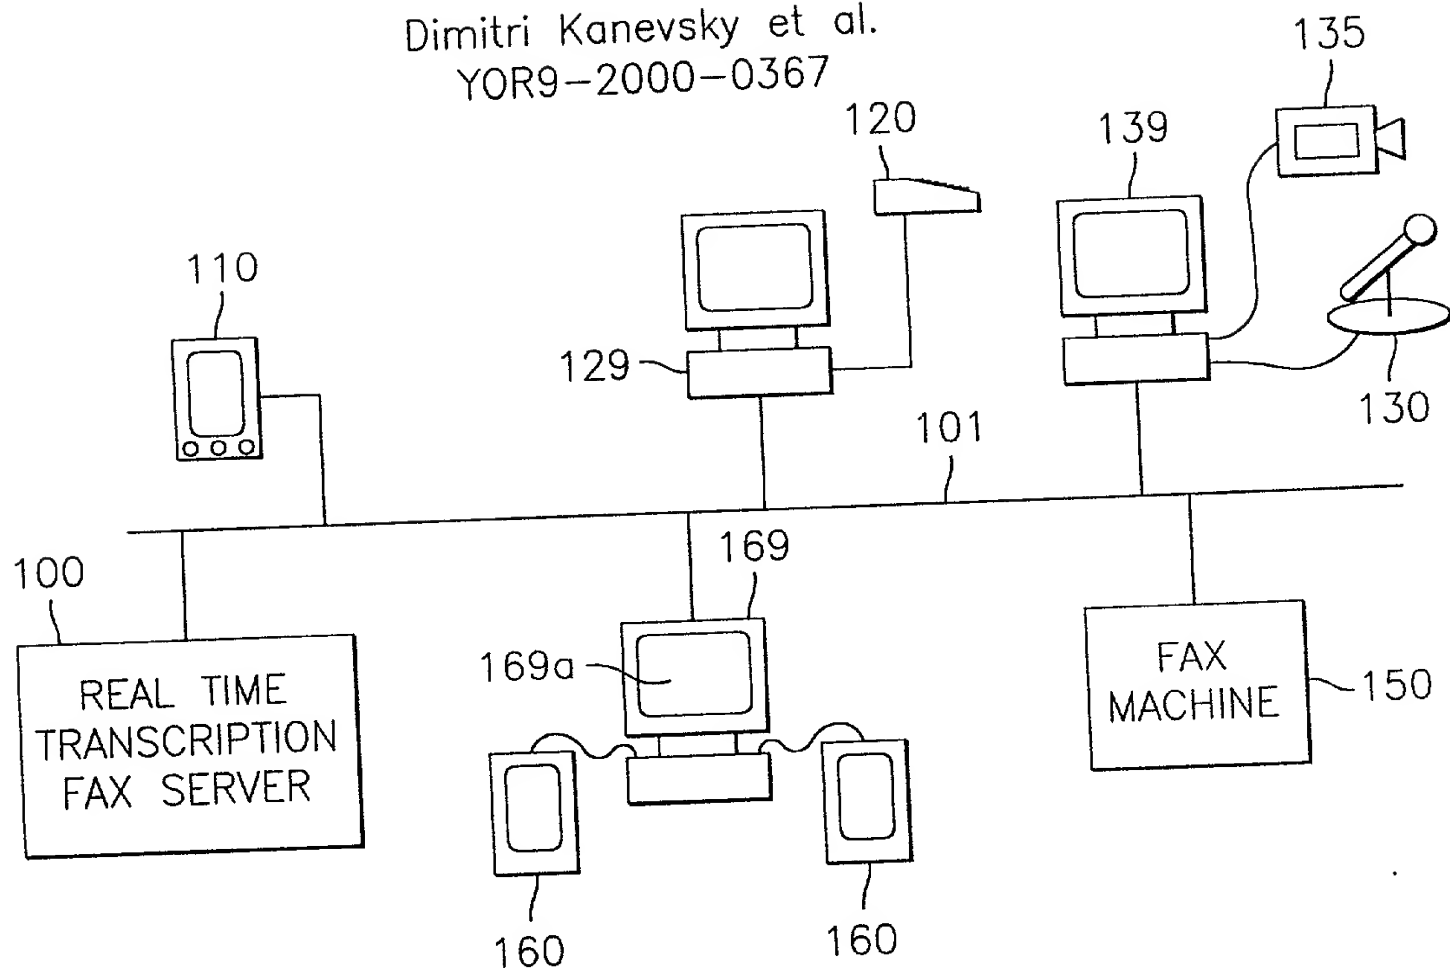 Dimitri Kanevsky et al.
YOR9-2000-0367
135
120
139
110
129
130
101
169
100
169a
REAL TIME
TRANSCRIPTION
FAX SERVER
FAX
MACHINE
150
160
160